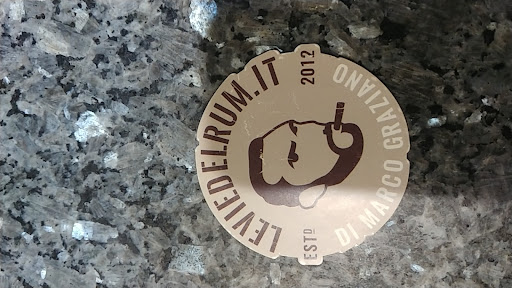 LEVIEDELRUM.IT
ESTD 2012
DI MARCO GRAZIANO